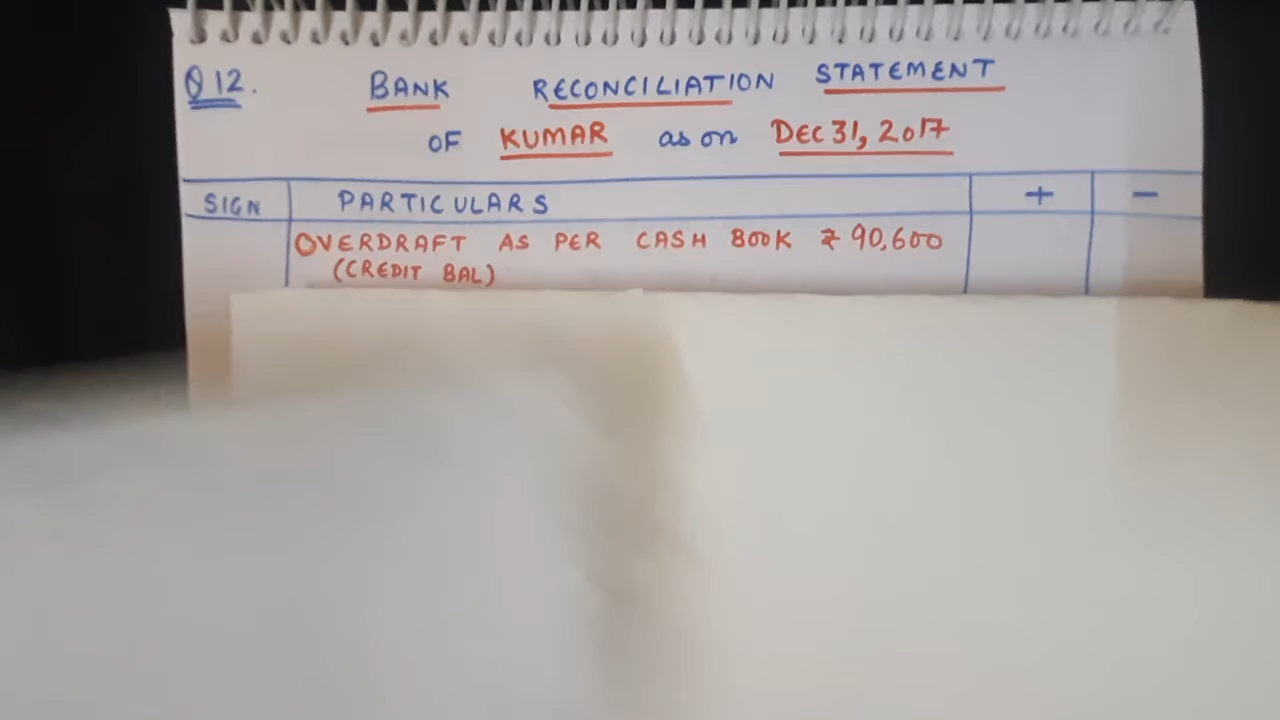 Q 12. BANK RECONCILIATION STATEMENT
OF KUMAR as on DEC 31, 2017
SIGN PARTICULARS + −
OVERDRAFT AS PER CASH BOOK ₹ 90,600
(CREDIT BAL)